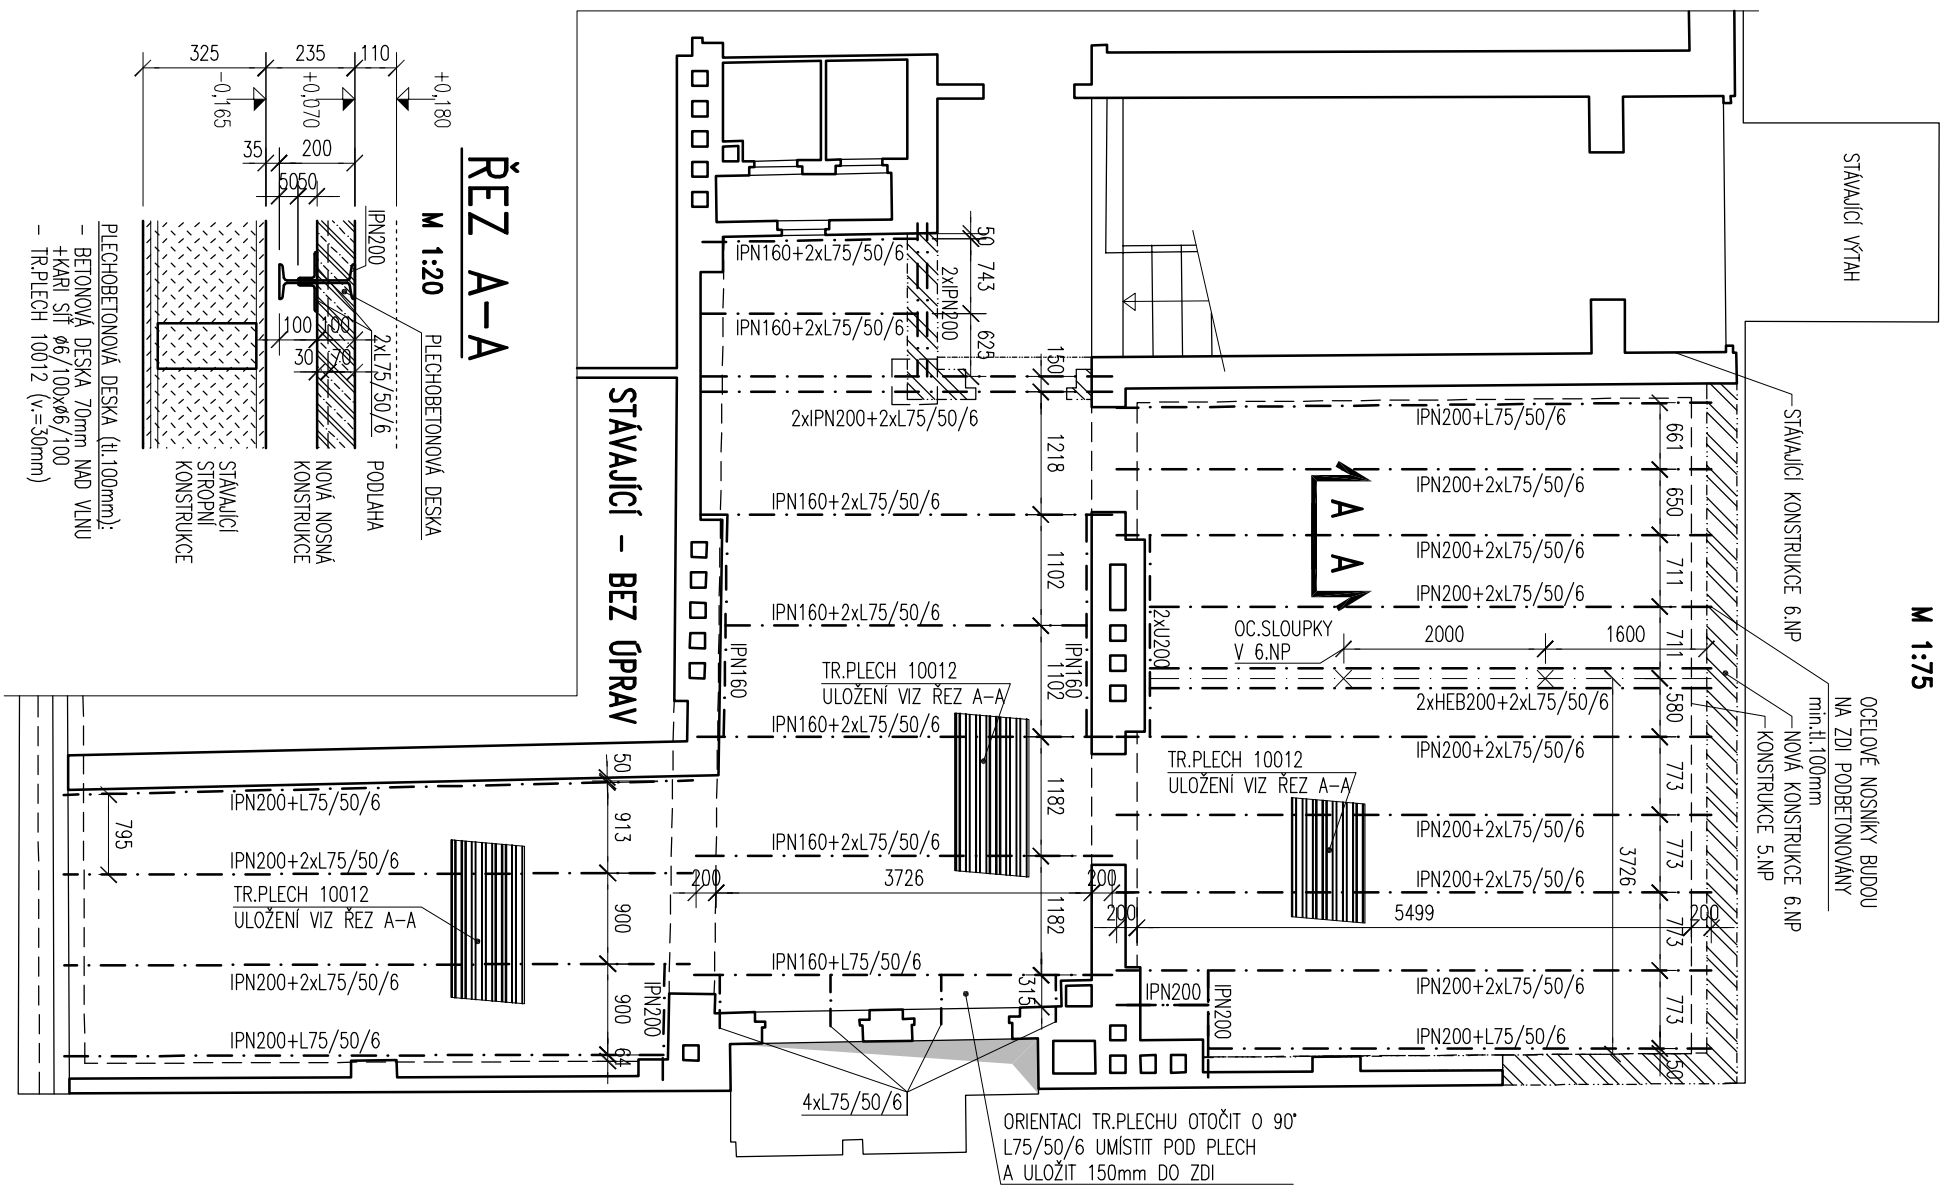 ŘEZ A-A
M 1:20
325
235
110
-0,165
+0,070
+0,180
35
200
5050
IPN200
100
100
30
70
2xL75/50/6
PLECHOBETONOVÁ DESKA
PODLAHA
NOVÁ NOSNÁ
KONSTRUKCE
STÁVAJÍCÍ
STROPNÍ
KONSTRUKCE
PLECHOBETONOVÁ DESKA (tl.100mm):
- BETONOVÁ DESKA 70mm NAD VLNU
+KARI SÍŤ ø6/100xø6/100
- TR.PLECH 10012 (v.=30mm)
STÁVAJÍCÍ - BEZ ÚPRAV
M 1:75
STÁVAJÍCÍ VÝTAH
STÁVAJÍCÍ KONSTRUKCE 6.NP
OCELOVÉ NOSNÍKY BUDOU
NA ZDI PODBETONOVÁNY
min.tl.100mm
NOVÁ KONSTRUKCE 6.NP
KONSTRUKCE 5.NP
IPN160+2xL75/50/6
IPN160+2xL75/50/6
2xIPN200
50
743
625
150
2xIPN200+2xL75/50/6
1218
IPN160+2xL75/50/6
1102
IPN160+2xL75/50/6
IPN160
IPN160
1102
2xU200
TR.PLECH 10012
ULOŽENÍ VIZ ŘEZ A-A
IPN160+2xL75/50/6
1182
IPN160+2xL75/50/6
200
3726
200
1182
IPN160+L75/50/6
315
IPN200+L75/50/6
661
IPN200+2xL75/50/6
650
A
A
IPN200+2xL75/50/6
711
IPN200+2xL75/50/6
OC.SLOUPKY
V 6.NP
2000
1600
711
2xHEB200+2xL75/50/6
580
IPN200+2xL75/50/6
773
TR.PLECH 10012
ULOŽENÍ VIZ ŘEZ A-A
IPN200+2xL75/50/6
773
3726
IPN200+2xL75/50/6
200
5499
200
773
IPN200+2xL75/50/6
IPN200
IPN200
773
IPN200+L75/50/6
50
50
IPN200+L75/50/6
913
795
IPN200+2xL75/50/6
TR.PLECH 10012
ULOŽENÍ VIZ ŘEZ A-A
900
IPN200+2xL75/50/6
IPN200
900
IPN200+L75/50/6
64
4xL75/50/6
ORIENTACI TR.PLECHU OTOČIT O 90°
L75/50/6 UMÍSTIT POD PLECH
A ULOŽIT 150mm DO ZDI